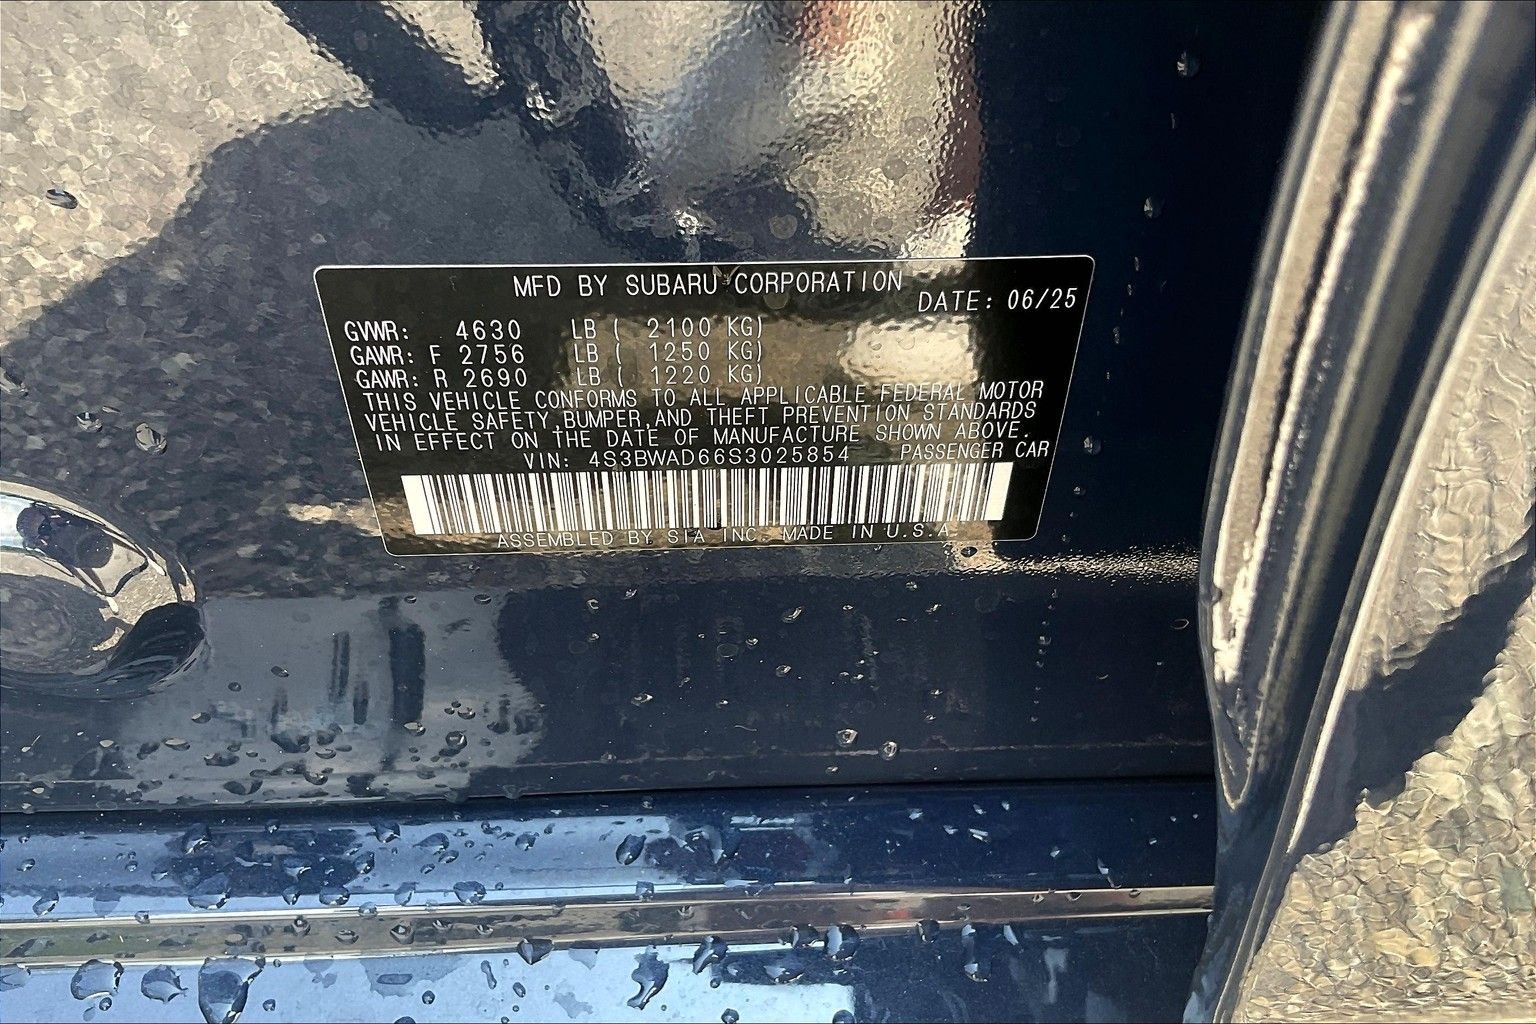 MFD BY SUBARU CORPORATION
DATE: 06/25
GVWR: 4630 LB ( 2100 KG)
GAWR: F 2756 LB ( 1250 KG)
GAWR: R 2690 LB ( 1220 KG)
THIS VEHICLE CONFORMS TO ALL APPLICABLE FEDERAL MOTOR
VEHICLE SAFETY,BUMPER,AND THEFT PREVENTION STANDARDS
IN EFFECT ON THE DATE OF MANUFACTURE SHOWN ABOVE.
VIN: 4S3BWAD66S3025854 PASSENGER CAR
ASSEMBLED BY SIA INC. MADE IN U.S.A.